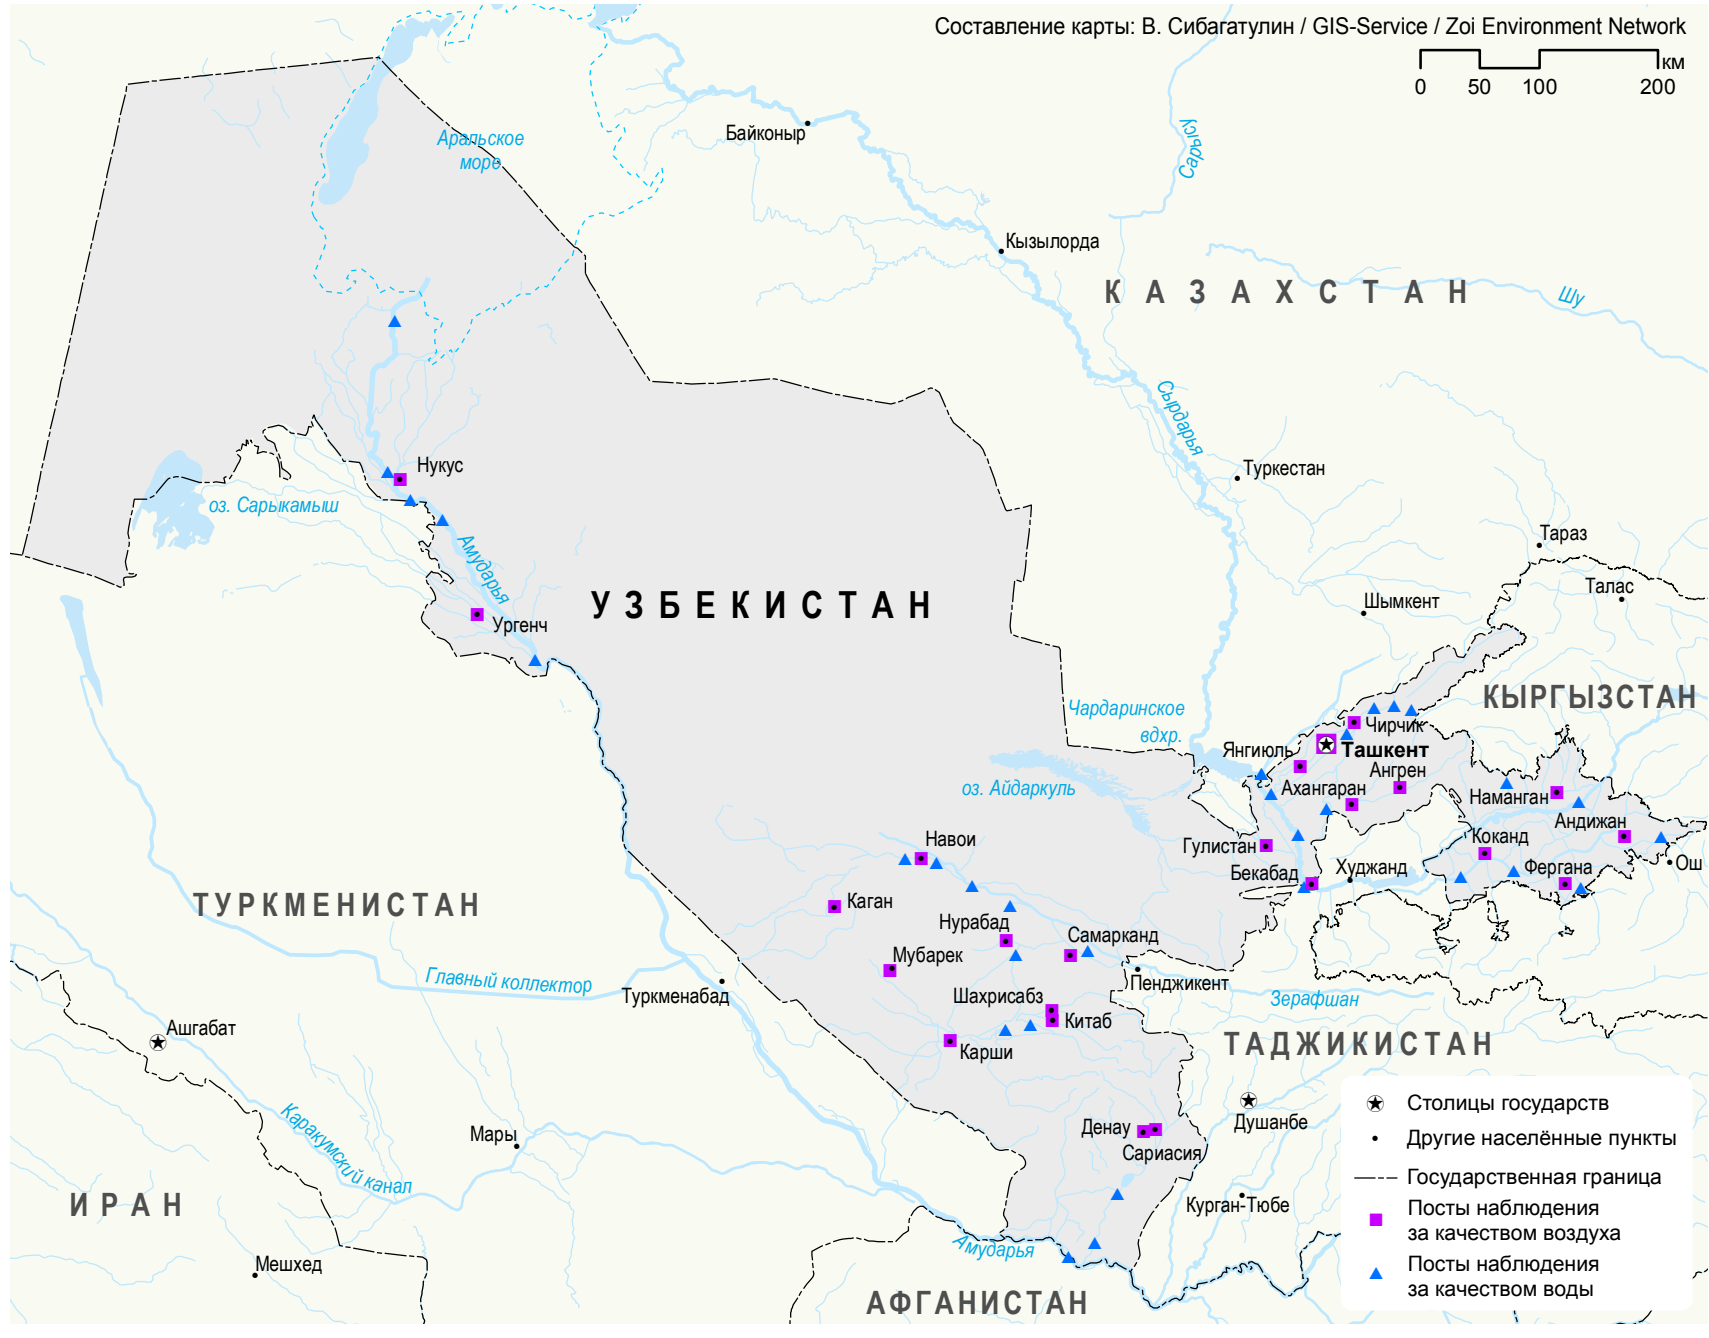 Составление карты: В. Сибагатулин / GIS-Service / Zoi Environment Network
км
0 50 100 200
Аральское
море
Байконыр
Сарысу
Кызылорда
КАЗАХСТАН
Шу
Сырдарья
Туркестан
Нукус
оз. Сарыкамыш
Амударья
Тараз
Талас
Шымкент
УЗБЕКИСТАН
Ургенч
КЫРГЫЗСТАН
Чардаринское
вдхр.
Чирчик
Янгиюль
Ташкент
Ангрен
оз. Айдаркуль
Ахангаран
Наманган
Андижан
Навои
Гулистан
Коканд
Ош
Бекабад
Худжанд
Фергана
ТУРКМЕНИСТАН
Каган
Нурабад
Самарканд
Мубарек
Главный коллектор
Туркменабад
Пенджикент
Шахрисабз
Зерафшан
Китаб
Ашгабат
Карши
ТАДЖИКИСТАН
Каракумский канал
Мары
Денау
Душанбе
Сариасия
ИРАН
Курган-Тюбе
Амударья
Мешхед
АФГАНИСТАН
Столицы государств
Другие населённые пункты
Государственная граница
Посты наблюдения
за качеством воздуха
Посты наблюдения
за качеством воды